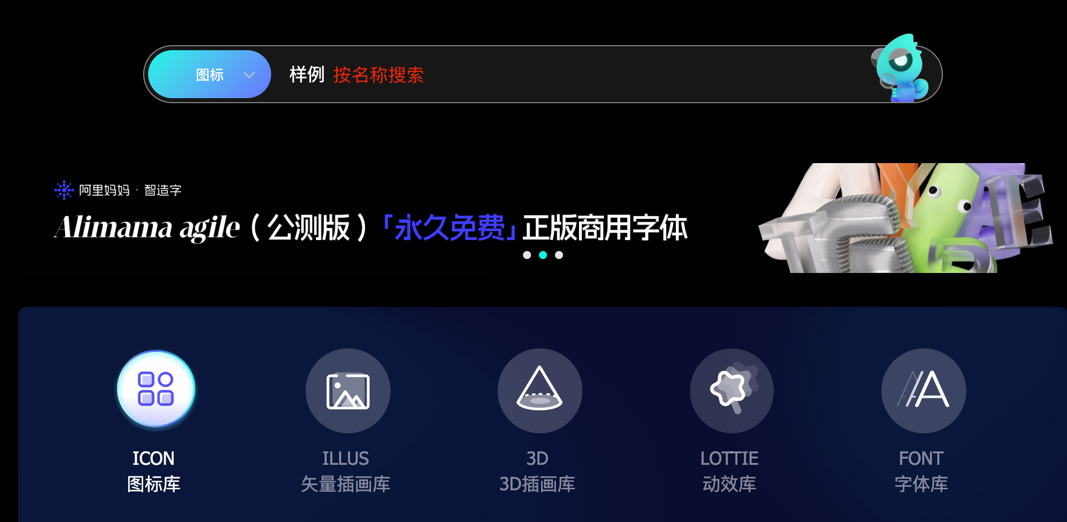 图标
样例 按名称搜索
阿里妈妈 · 智造字
Alimama agile（公测版）「永久免费」正版商用字体
ICON
图标库
ILLUS
矢量插画库
3D
3D插画库
LOTTIE
动效库
FONT
字体库